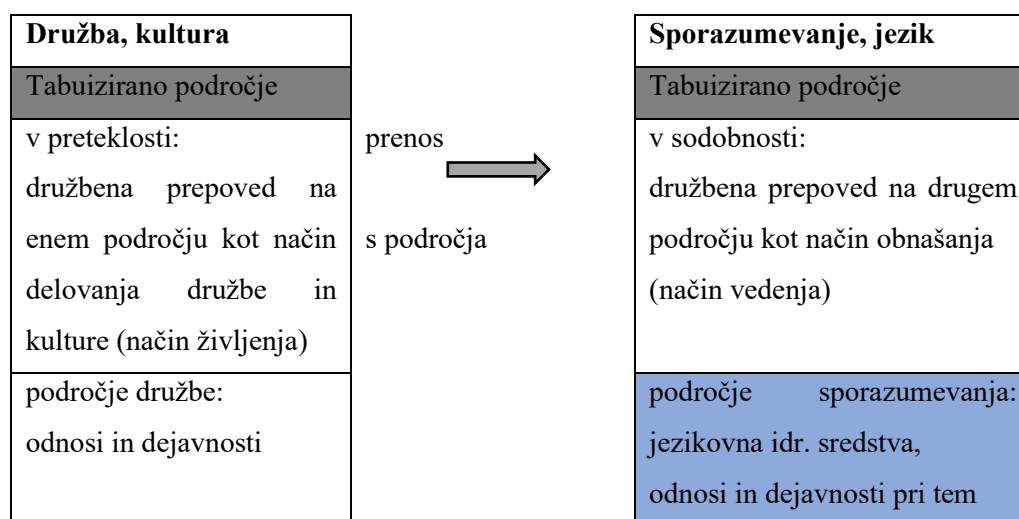 Družba, kultura
Tabuizirano področje
v preteklosti:
družbena prepoved na
enem področju kot način
delovanja družbe in
kulture (način življenja)
področje družbe:
odnosi in dejavnosti
prenos
s področja
Sporazumevanje, jezik
Tabuizirano področje
v sodobnosti:
družbena prepoved na drugem
področju kot način obnašanja
(način vedenja)
področje sporazumevanja:
jezikovna idr. sredstva,
odnosi in dejavnosti pri tem